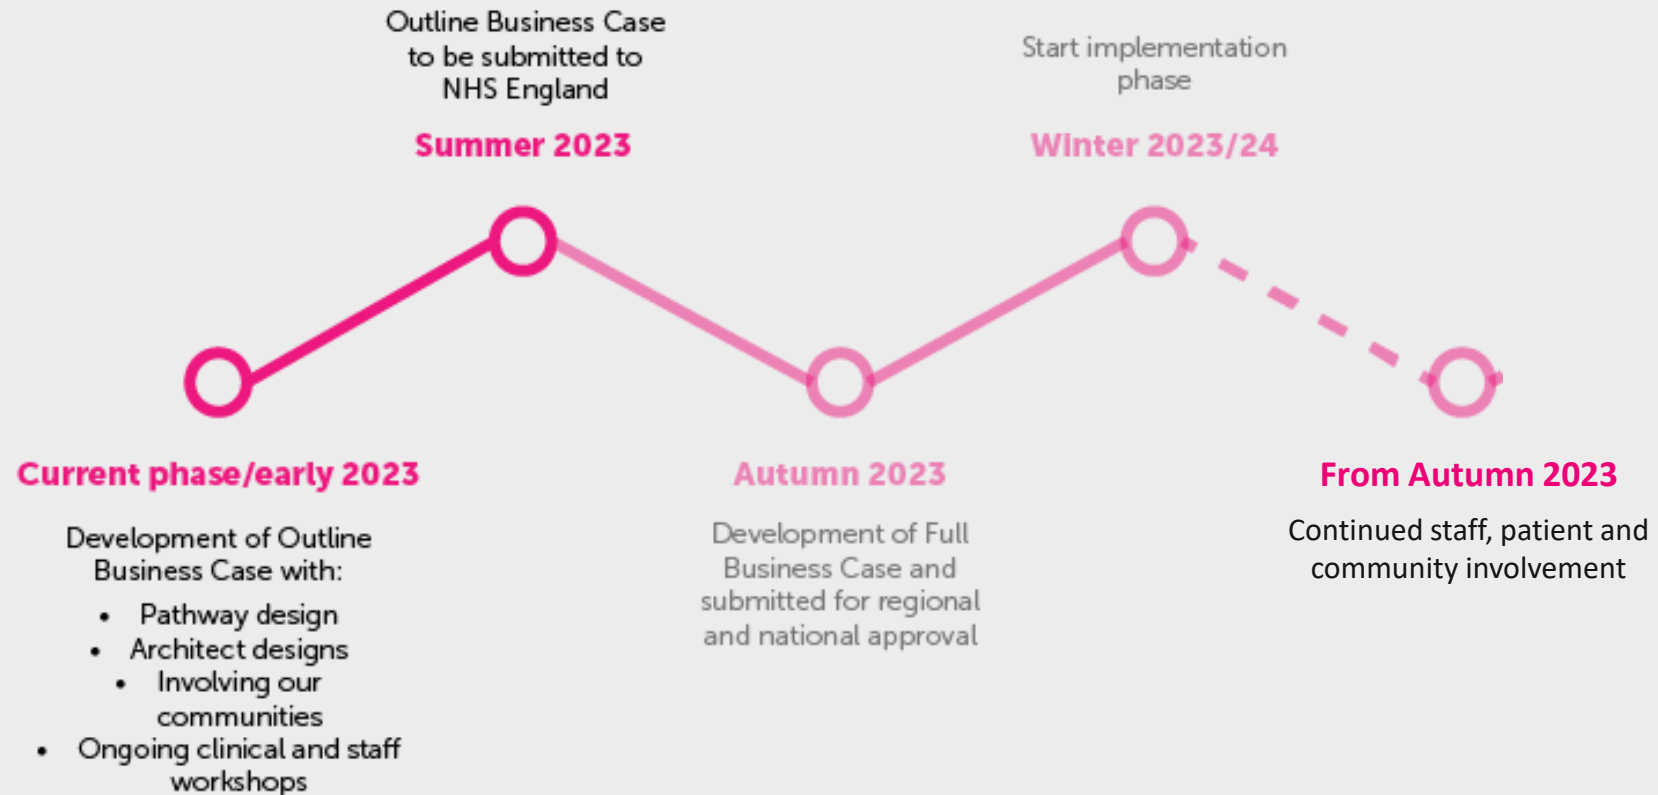 Outline Business Case
to be submitted to
NHS England
Summer 2023
Start implementation
phase
Winter 2023/24
Current phase/early 2023
Development of Outline
Business Case with:
• Pathway design
• Architect designs
• Involving our
communities
• Ongoing clinical and staff
workshops
Autumn 2023
Development of Full
Business Case and
submitted for regional
and national approval
From Autumn 2023
Continued staff, patient and
community involvement